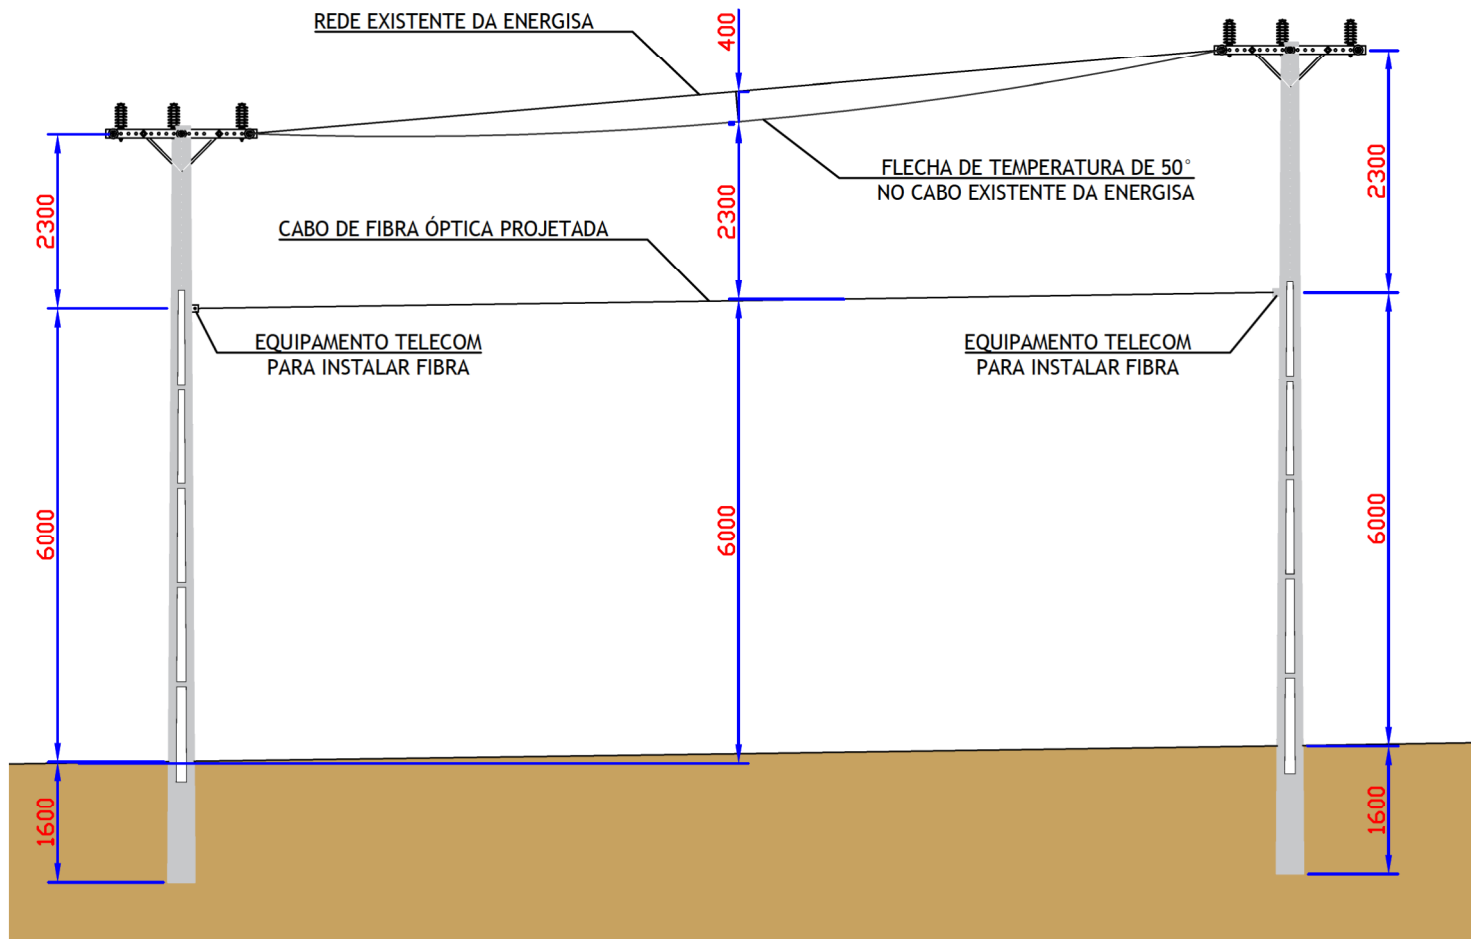 REDE EXISTENTE DA ENERGISA
400
FLECHA DE TEMPERATURA DE 50°
NO CABO EXISTENTE DA ENERGISA
2300
2300
2300
CABO DE FIBRA ÓPTICA PROJETADA
EQUIPAMENTO TELECOM
PARA INSTALAR FIBRA
EQUIPAMENTO TELECOM
PARA INSTALAR FIBRA
6000
6000
6000
1600
1600